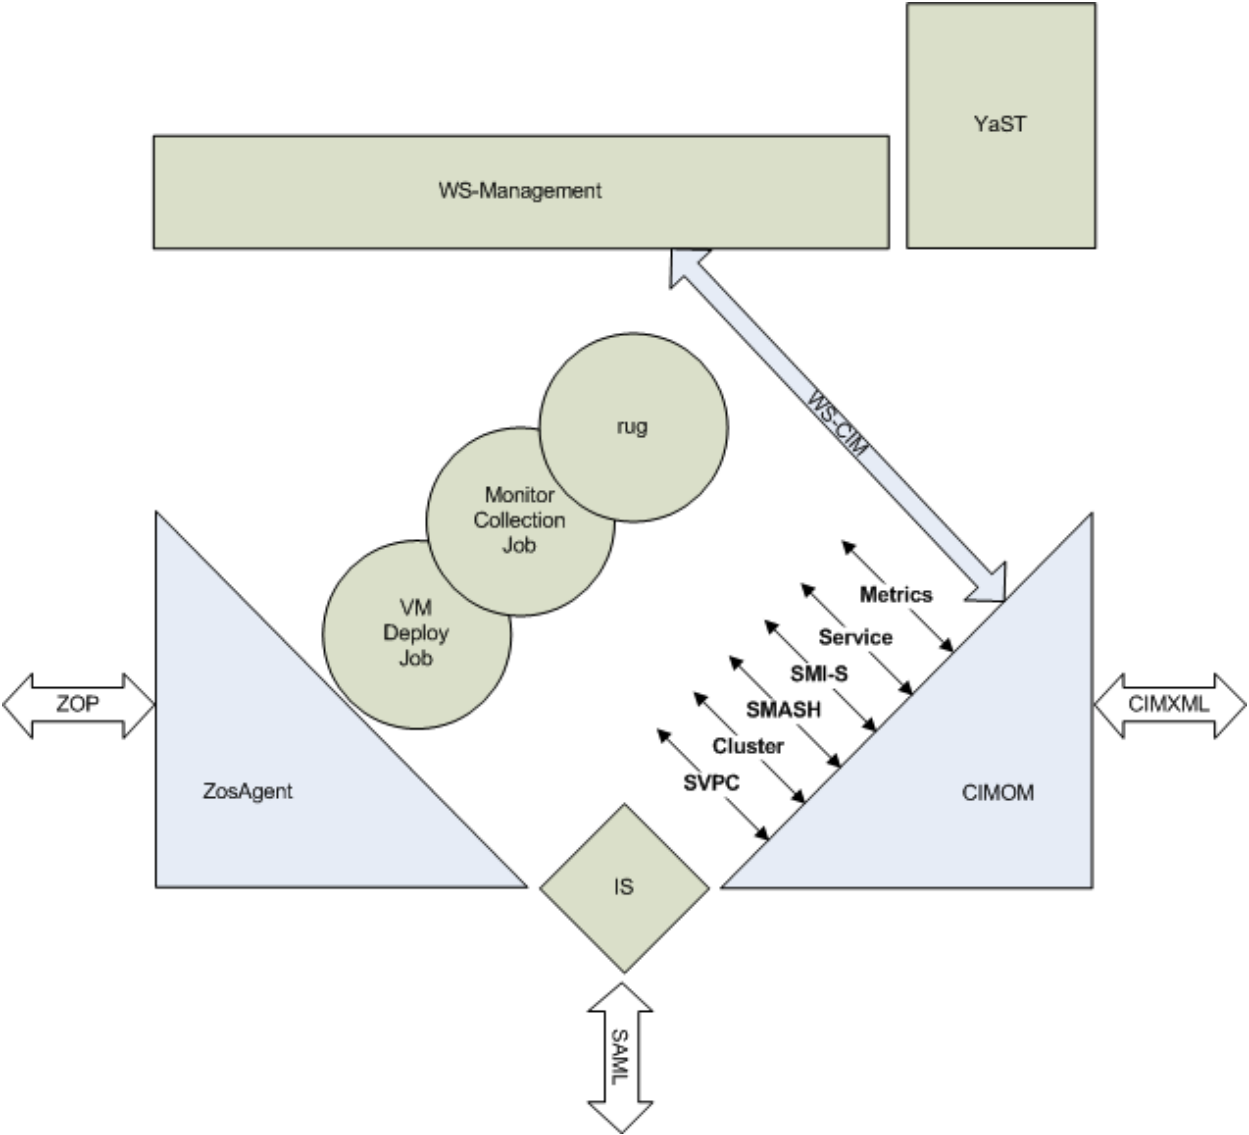 YaST
WS-Management
WS-CIM
rug
Monitor
Collection
Job
VM
Deploy
Job
Metrics
Service
SMI-S
SMASH
Cluster
SVPC
ZOP
CIMXML
ZosAgent
CIMOM
IS
SAML